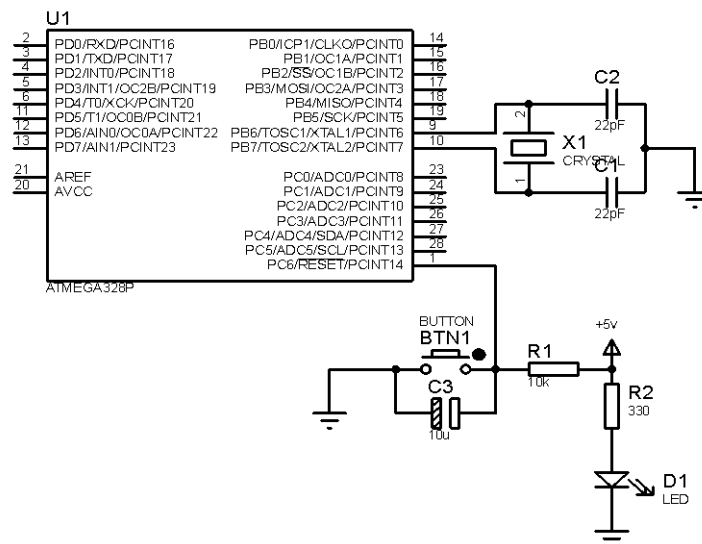 U1
2 PD0/RXD/PCINT16 PB0/ICP1/CLKO/PCINT0 14
3 PD1/TXD/PCINT17 PB1/OC1A/PCINT1 15
4 PD2/INT0/PCINT18 PB2/SS/OC1B/PCINT2 16
5 PD3/INT1/OC2B/PCINT19 PB3/MOSI/OC2A/PCINT3 17
6 PD4/T0/XCK/PCINT20 PB4/MISO/PCINT4 18
11 PD5/T1/OC0B/PCINT21 PB5/SCK/PCINT5 19
12 PD6/AIN0/OC0A/PCINT22 PB6/TOSC1/XTAL1/PCINT6 9
13 PD7/AIN1/PCINT23 PB7/TOSC2/XTAL2/PCINT7 10
21 AREF PC0/ADC0/PCINT8 23
20 AVCC PC1/ADC1/PCINT9 24
PC2/ADC2/PCINT10 25
PC3/ADC3/PCINT11 26
PC4/ADC4/SDA/PCINT12 27
PC5/ADC5/SCL/PCINT13 28
PC6/RESET/PCINT14 1
ATMEGA328P
C2
22pF
2
X1
CRYSTAL
1
C1
22pF
BUTTON
BTN1
C3
10u
R1
10k
+5v
R2
330
D1
LED